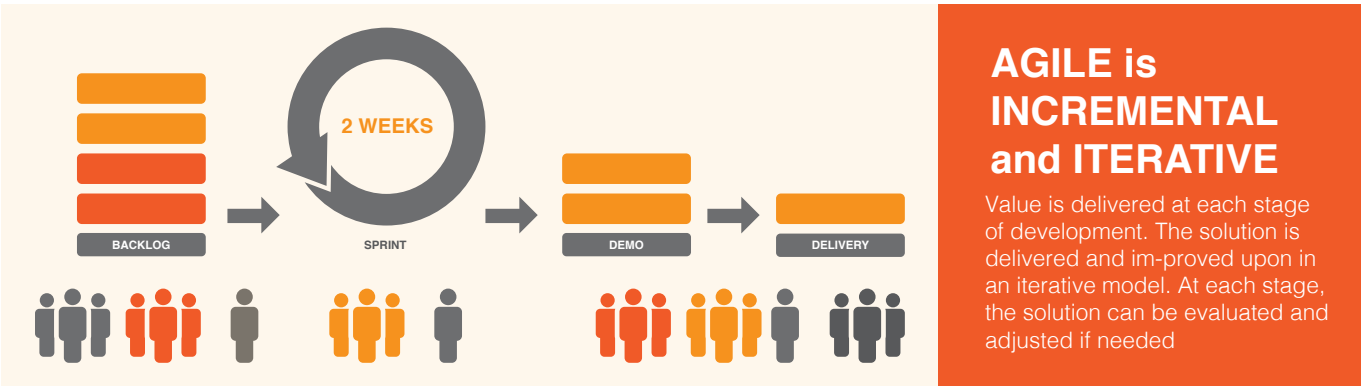 2 WEEKS
BACKLOG
SPRINT
DEMO
DELIVERY
AGILE is
INCREMENTAL
and ITERATIVE
Value is delivered at each stage
of development. The solution is
delivered and im-proved upon in
an iterative model. At each stage,
the solution can be evaluated and
adjusted if needed